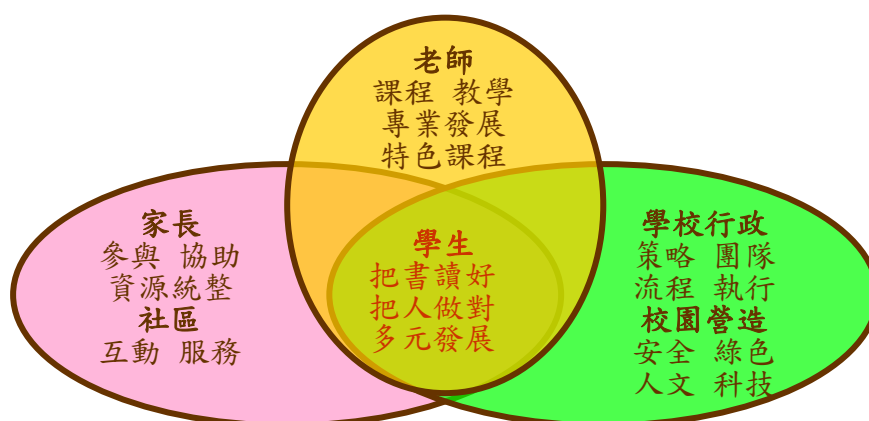 老師
課程 教學
專業發展
特色課程
家長
參與 協助
資源統整
社區
互動 服務
學生
把書讀好
把人做對
多元發展
學校行政
策略 團隊
流程 執行
校園營造
安全 綠色
人文 科技